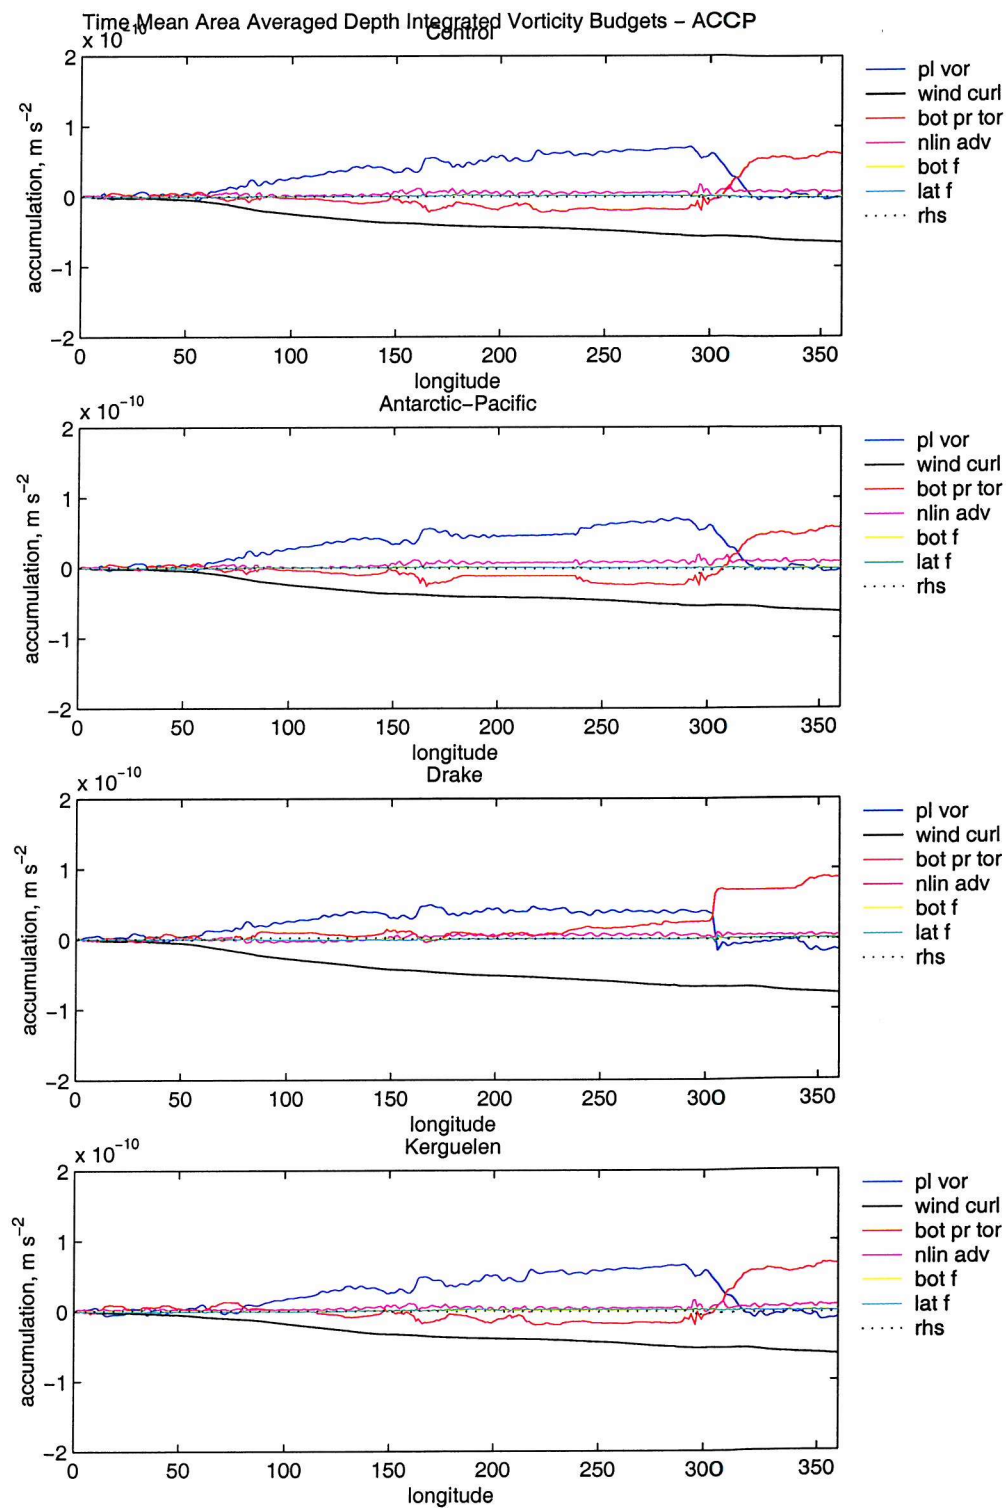 Time Mean Area Averaged Depth Integrated Vorticity Budgets – ACCP
Control
x 10⁻¹⁰
2
1
0
−1
−2
accumulation, m s⁻²
0 50 100 150 200 250 300 350
longitude
pl vor
wind curl
bot pr tor
nlin adv
bot f
lat f
rhs
Antarctic–Pacific
x 10⁻¹⁰
2
1
0
−1
−2
accumulation, m s⁻²
0 50 100 150 200 250 300 350
longitude
pl vor
wind curl
bot pr tor
nlin adv
bot f
lat f
rhs
Drake
x 10⁻¹⁰
2
1
0
−1
−2
accumulation, m s⁻²
0 50 100 150 200 250 300 350
longitude
pl vor
wind curl
bot pr tor
nlin adv
bot f
lat f
rhs
Kerguelen
x 10⁻¹⁰
2
1
0
−1
−2
accumulation, m s⁻²
0 50 100 150 200 250 300 350
longitude
pl vor
wind curl
bot pr tor
nlin adv
bot f
lat f
rhs